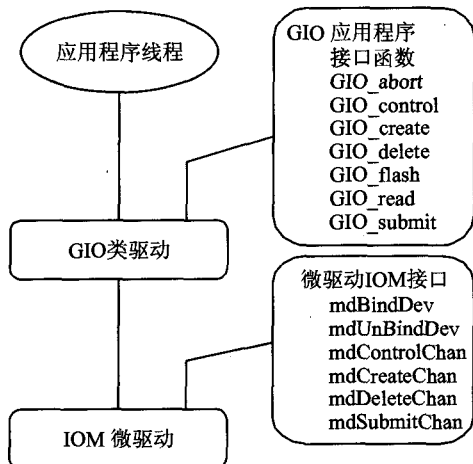 应用程序线程
GIO 应用程序
接口函数
GIO_abort
GIO_control
GIO_create
GIO_delete
GIO_flash
GIO_read
GIO_submit
GIO类驱动
微驱动IOM接口
mdBindDev
mdUnBindDev
mdControlChan
mdCreateChan
mdDeleteChan
mdSubmitChan
IOM 微驱动